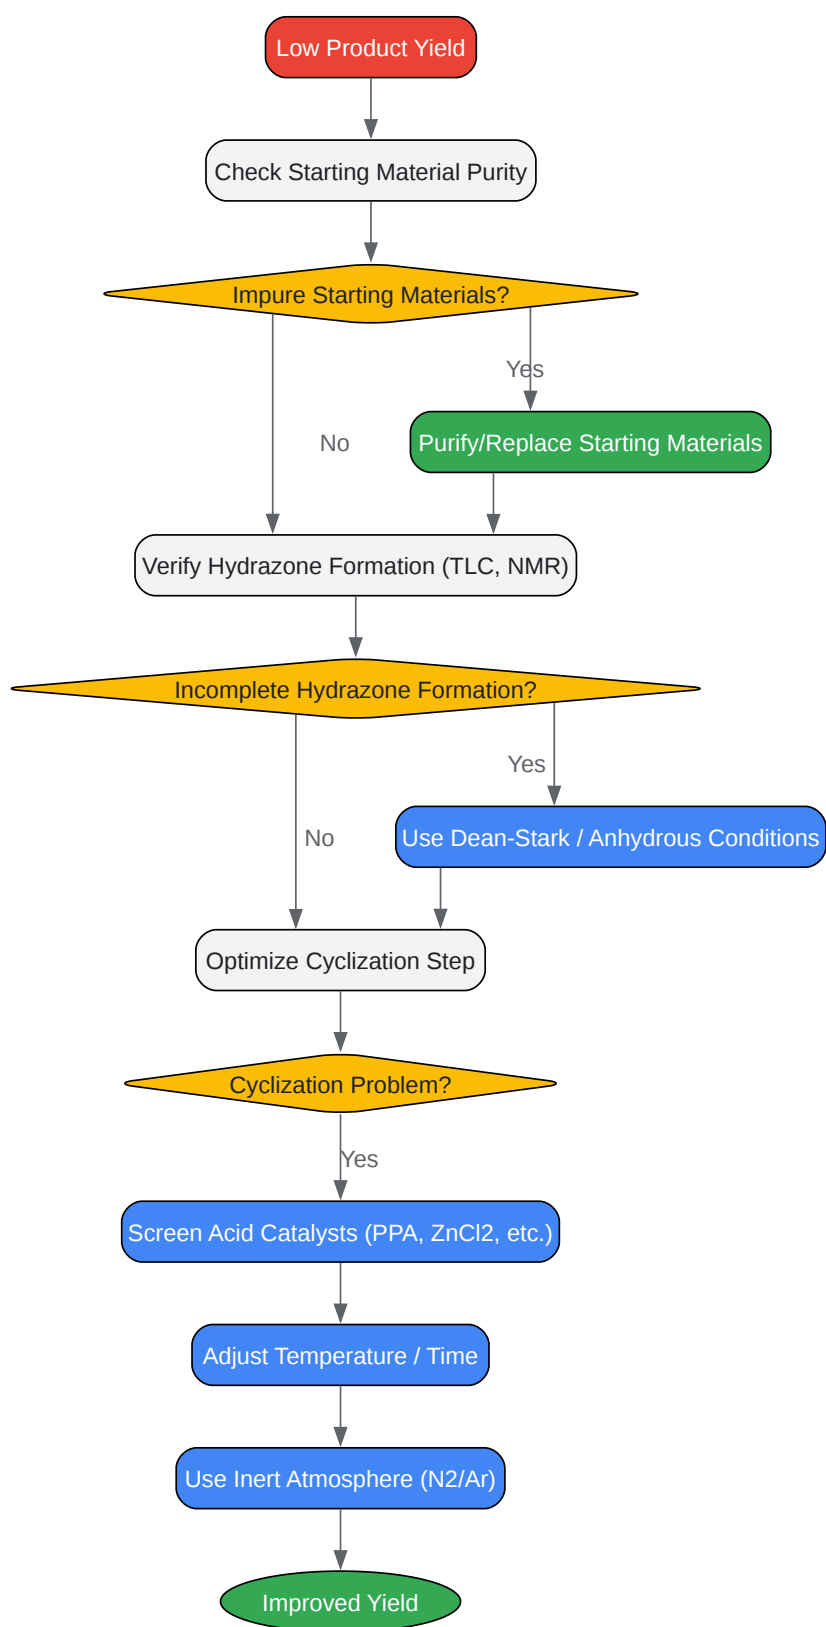 Low Product Yield
Check Starting Material Purity
Impure Starting Materials?
Yes
No
Purify/Replace Starting Materials
Verify Hydrazone Formation (TLC, NMR)
Incomplete Hydrazone Formation?
Yes
No
Use Dean-Stark / Anhydrous Conditions
Optimize Cyclization Step
Cyclization Problem?
Yes
Screen Acid Catalysts (PPA, ZnCl2, etc.)
Adjust Temperature / Time
Use Inert Atmosphere (N2/Ar)
Improved Yield